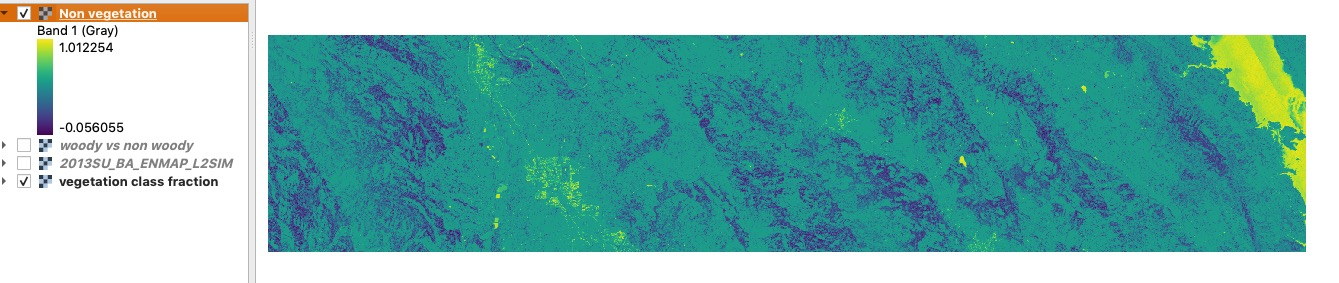 Non vegetation
Band 1 (Gray)
1.012254
-0.056055
woody vs non woody
2013SU_BA_ENMAP_L2SIM
vegetation class fraction